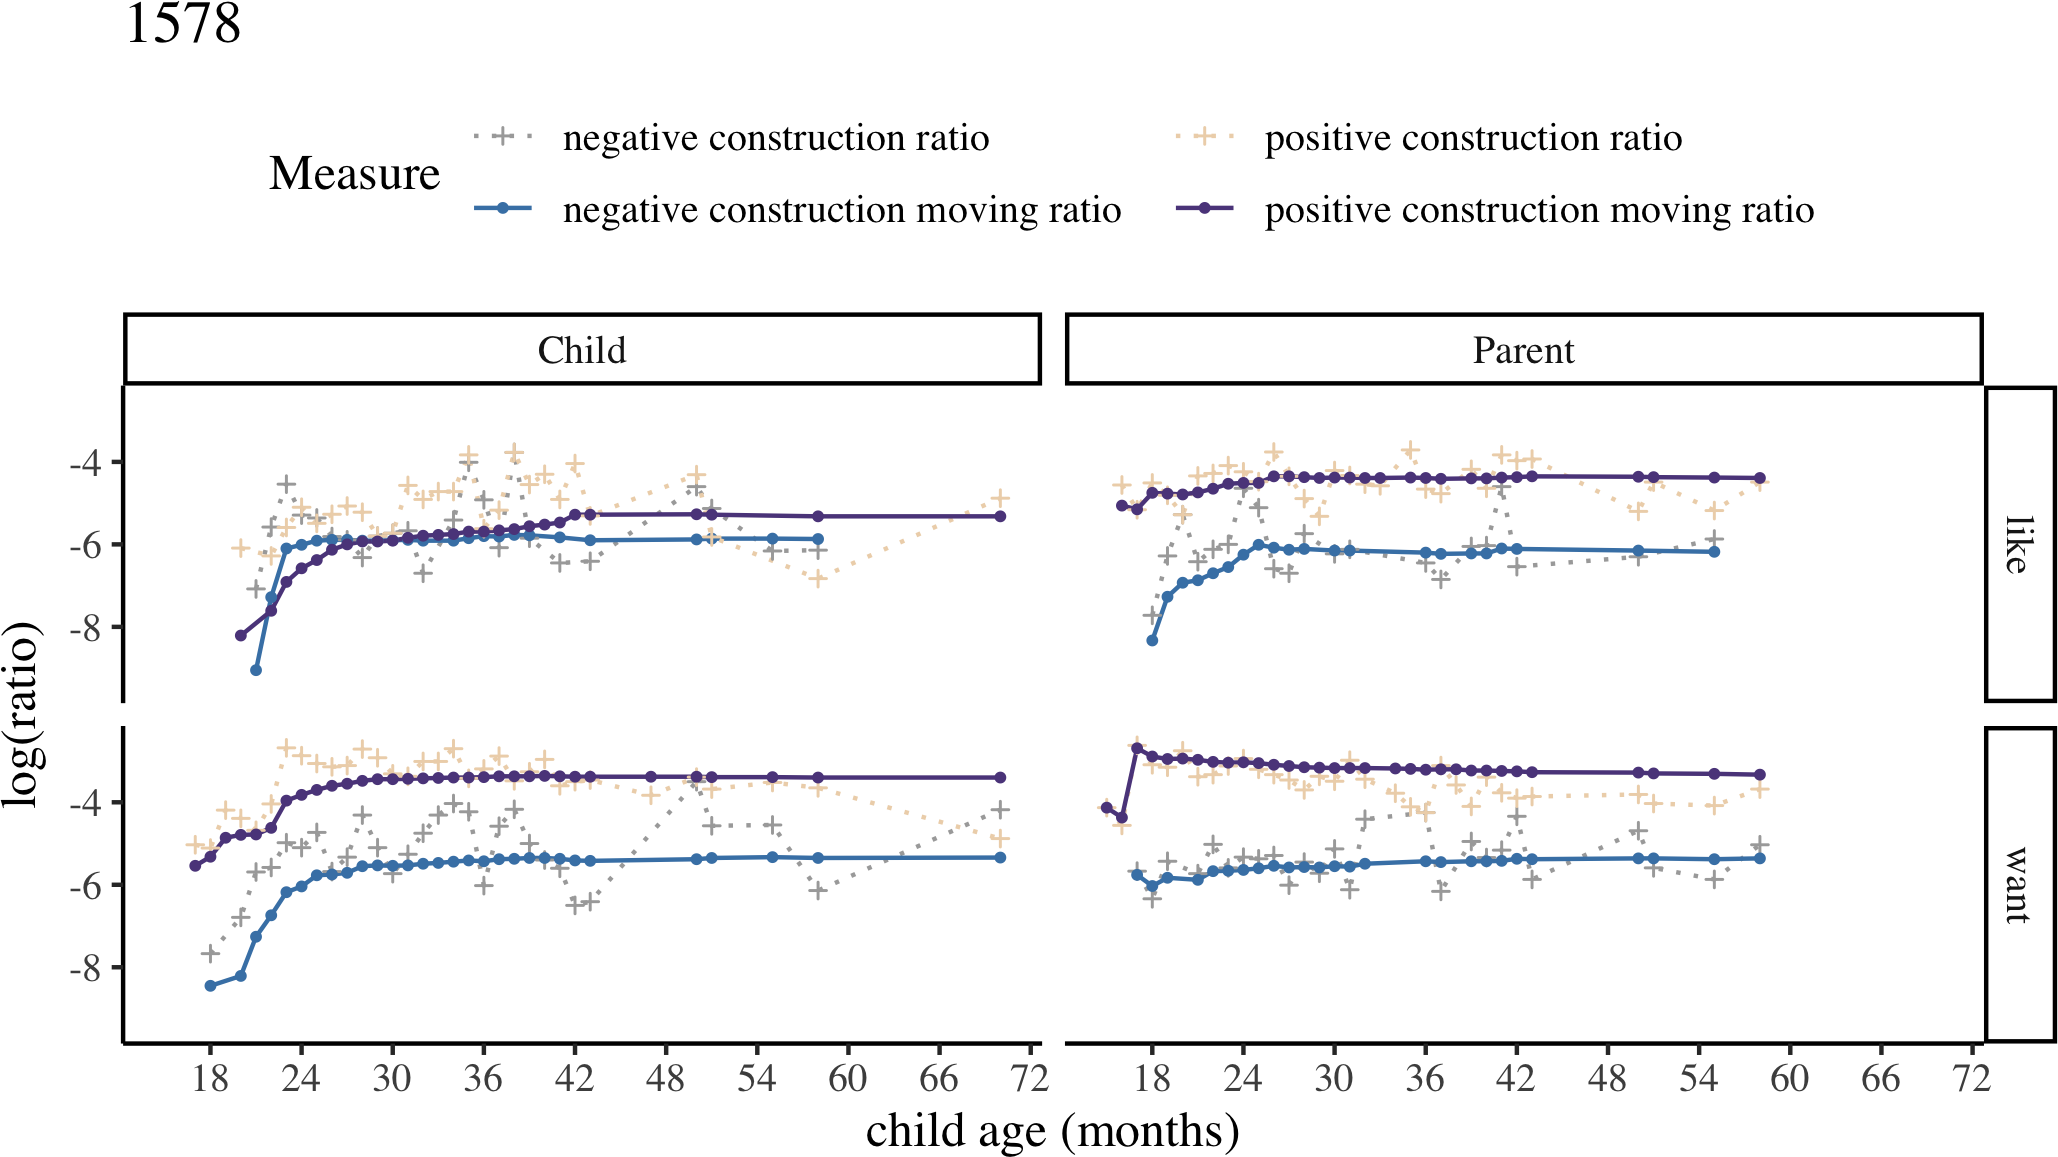 1578
Measure
negative construction ratio
positive construction ratio
negative construction moving ratio
positive construction moving ratio
Child
Parent
like
want
log(ratio)
-4
-6
-8
-4
-6
-8
18 24 30 36 42 48 54 60 66 72
18 24 30 36 42 48 54 60 66 72
child age (months)